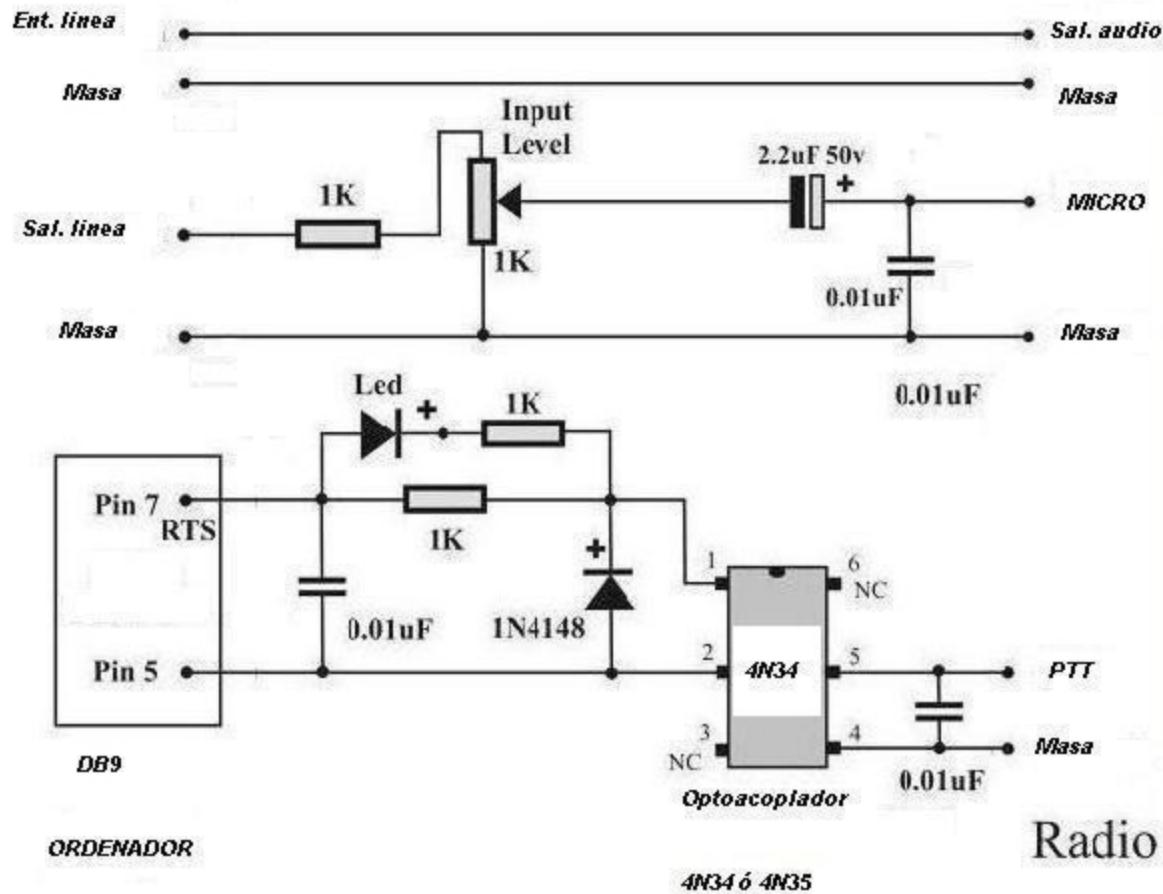 Ent. linea
Sal. audio
Masa
Masa
Input
Level
2.2uF 50v
+
1K
MICRO
Sal. linea
1K
0.01uF
Masa
Masa
0.01uF
Led
+
1K
Pin 7
RTS
1K
+
1
6
NC
0.01uF
1N4148
Pin 5
2
4N34
5
PTT
3
NC
4
Masa
0.01uF
DB9
Optoacoplador
ORDENADOR
Radio
4N34 ó 4N35